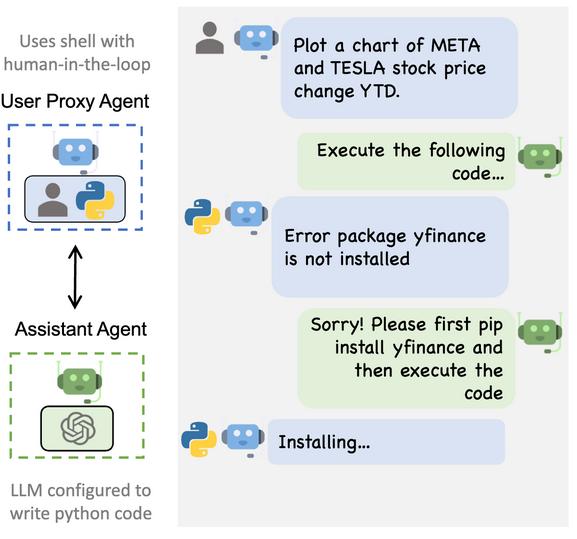 Uses shell with
human-in-the-loop
User Proxy Agent
Assistant Agent
LLM configured to
write python code
Plot a chart of META
and TESLA stock price
change YTD.
Execute the following
code...
Error package yfinance
is not installed
Sorry! Please first pip
install yfinance and
then execute the
code
Installing...